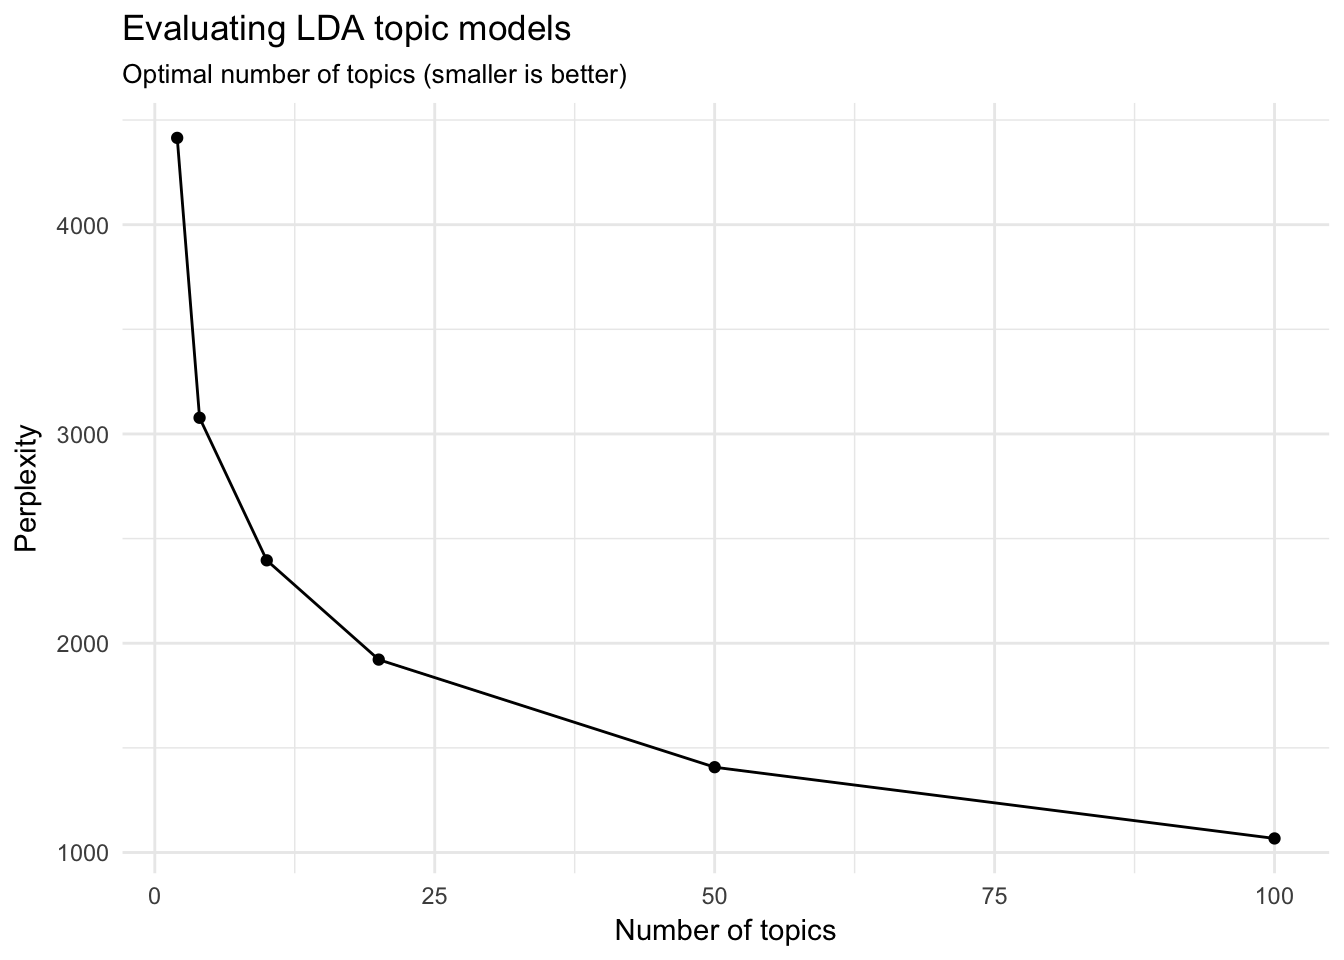 Evaluating LDA topic models
Optimal number of topics (smaller is better)
Perplexity
4000
3000
2000
1000
0 25 50 75 100
Number of topics